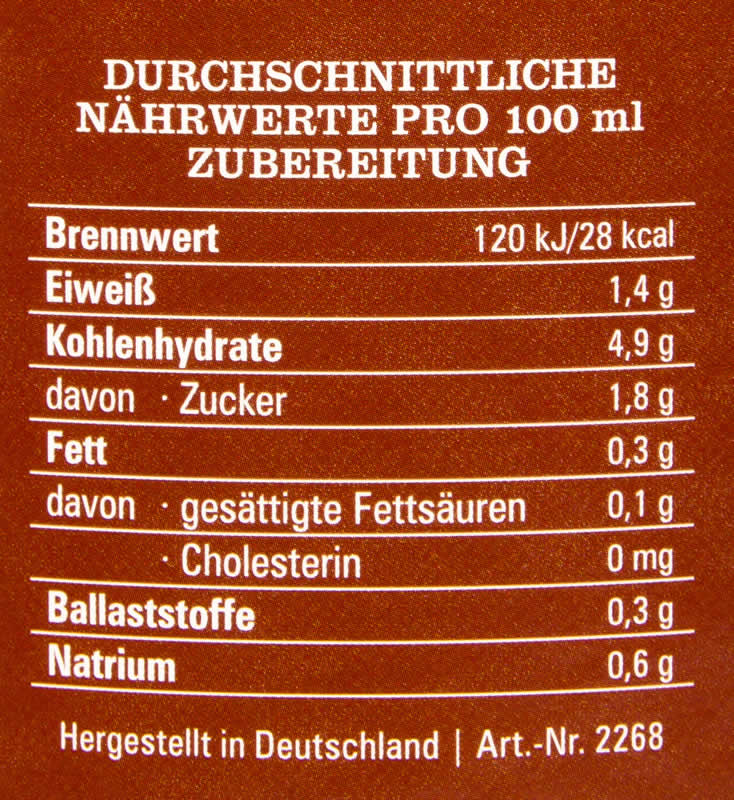 DURCHSCHNITTLICHE
NÄHRWERTE PRO 100 ml
ZUBEREITUNG
Brennwert 120 kJ/28 kcal
Eiweiß 1,4 g
Kohlenhydrate 4,9 g
davon · Zucker 1,8 g
Fett 0,3 g
davon · gesättigte Fettsäuren 0,1 g
· Cholesterin 0 mg
Ballaststoffe 0,3 g
Natrium 0,6 g
Hergestellt in Deutschland | Art.-Nr. 2268